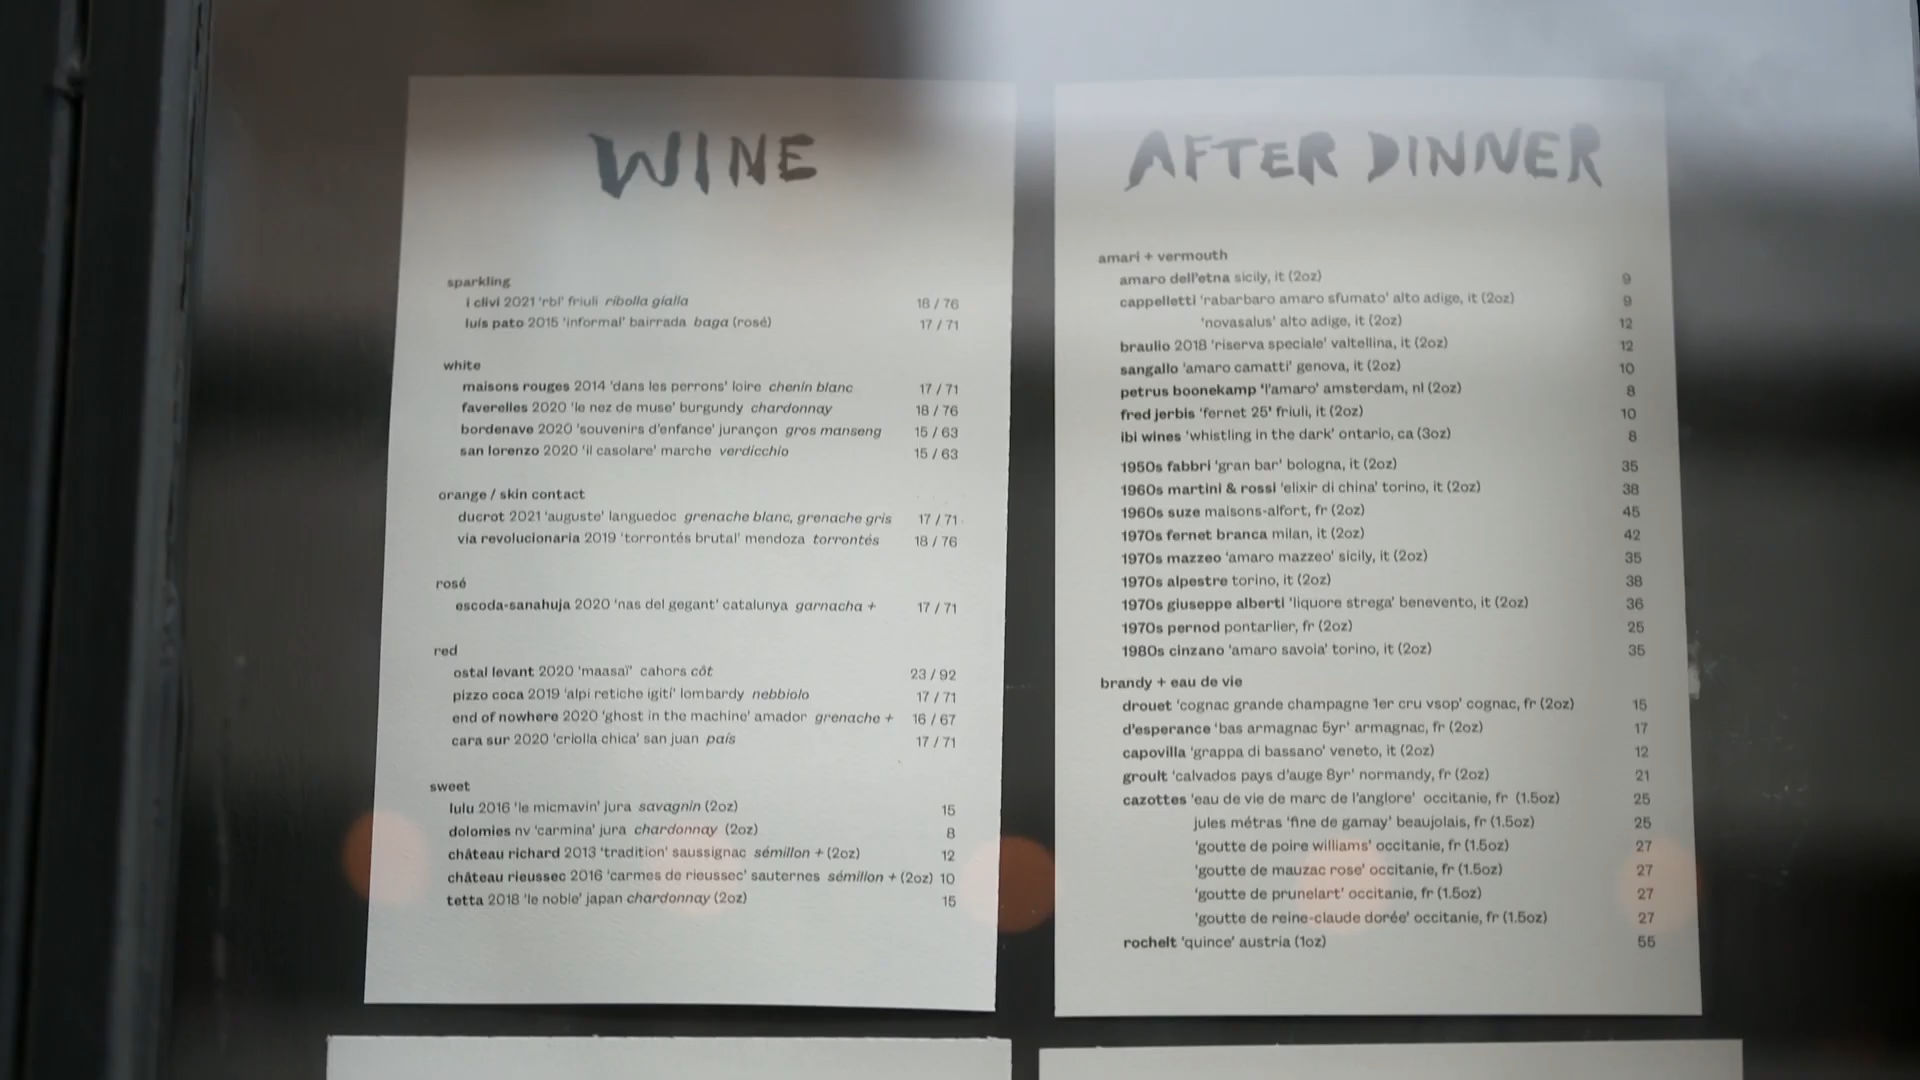 WINE
sparkling
i clivi 2021 'rbl' friuli ribolla gialla 18 / 76
luis pato 2015 'informal' bairrada baga (rosé) 17 / 71
white
maisons rouges 2014 'dans les perrons' loire chenin blanc 17 / 71
faverelles 2020 'le nez de muse' burgundy chardonnay 18 / 76
bordenave 2020 'souvenirs d'enfance' jurançon gros manseng 15 / 63
san lorenzo 2020 'il casolare' marche verdicchio 15 / 63
orange / skin contact
ducrot 2021 'auguste' languedoc grenache blanc, grenache gris 17 / 71
via revolucionaria 2019 'torrontés brutal' mendoza torrontés 18 / 76
rosé
escoda-sanahuja 2020 'nas del gegant' catalunya garnacha + 17 / 71
red
ostal levant 2020 'maasaï' cahors côt 23 / 92
pizzo coca 2019 'alpi retiche igiti' lombardy nebbiolo 17 / 71
end of nowhere 2020 'ghost in the machine' amador grenache + 16 / 67
cara sur 2020 'criolla chica' san juan país 17 / 71
sweet
lulu 2016 'le micmavin' jura savagnin (2oz) 15
dolomies nv 'carmina' jura chardonnay (2oz) 8
château richard 2013 'tradition' saussignac sémillon + (2oz) 12
château rieussec 2016 'carmes de rieussec' sauternes sémillon + (2oz) 10
tetta 2018 'le noble' japan chardonnay (2oz) 15
AFTER DINNER
amari + vermouth
amaro dell'etna sicily, it (2oz) 9
cappelletti 'rabarbaro amaro sfumato' alto adige, it (2oz) 9
'novasalus' alto adige, it (2oz) 12
braulio 2018 'riserva speciale' valtellina, it (2oz) 12
sangallo 'amaro camatti' genova, it (2oz) 10
petrus boonekamp 'l'amaro' amsterdam, nl (2oz) 8
fred jerbis 'fernet 25' friuli, it (2oz) 10
ibi wines 'whistling in the dark' ontario, ca (3oz) 8
1950s fabbri 'gran bar' bologna, it (2oz) 35
1960s martini & rossi 'elixir di china' torino, it (2oz) 38
1960s suze maisons-alfort, fr (2oz) 45
1970s fernet branca milan, it (2oz) 42
1970s mazzeo 'amaro mazzeo' sicily, it (2oz) 35
1970s alpestre torino, it (2oz) 38
1970s giuseppe alberti 'liquore strega' benevento, it (2oz) 36
1970s pernod pontarlier, fr (2oz) 25
1980s cinzano 'amaro savoia' torino, it (2oz) 35
brandy + eau de vie
drouet 'cognac grande champagne 1er cru vsop' cognac, fr (2oz) 15
d'esperance 'bas armagnac 5yr' armagnac, fr (2oz) 17
capovilla 'grappa di bassano' veneto, it (2oz) 12
groult 'calvados pays d'auge 8yr' normandy, fr (2oz) 21
cazottes 'eau de vie de marc de l'anglore' occitanie, fr (1.5oz) 25
jules métras 'fine de gamay' beaujolais, fr (1.5oz) 25
'goutte de poire williams' occitanie, fr (1.5oz) 27
'goutte de mauzac rose' occitanie, fr (1.5oz) 27
'goutte de prunelart' occitanie, fr (1.5oz) 27
'goutte de reine-claude dorée' occitanie, fr (1.5oz) 27
rochelt 'quince' austria (1oz) 55